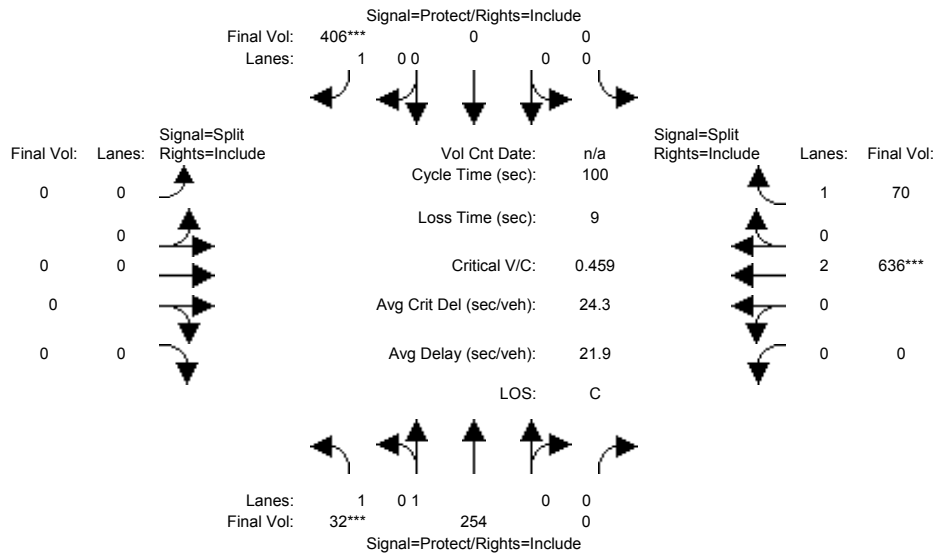 Signal=Protect/Rights=Include
Final Vol: 406*** 0 0
Lanes: 1 0 0 0 0
Signal=Split Signal=Split
Final Vol: Lanes: Rights=Include Vol Cnt Date: n/a Rights=Include Lanes: Final Vol:
Cycle Time (sec): 100
0 0 1 70
Loss Time (sec): 9
0 0
0 0 Critical V/C: 0.459 2 636***
0 Avg Crit Del (sec/veh): 24.3 0
0 0 Avg Delay (sec/veh): 21.9 0 0
LOS: C
Lanes: 1 0 1 0 0
Final Vol: 32*** 254 0
Signal=Protect/Rights=Include